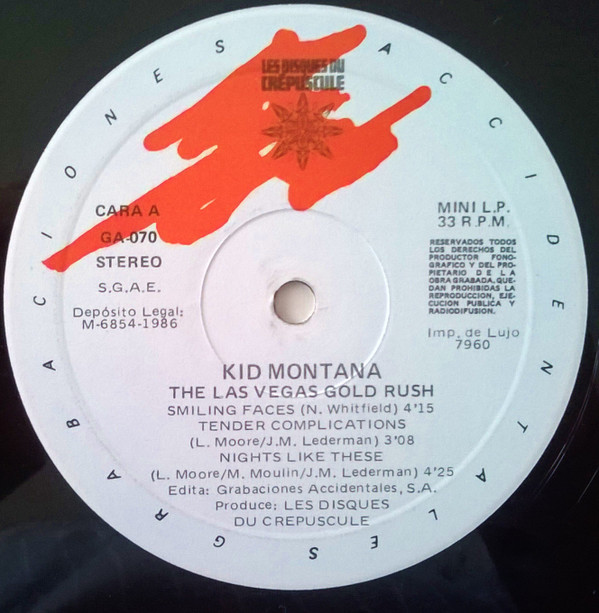 GRABACIONES ACCIDENTALES
LES DISQUES DU
CRÉPUSCULE
CARA A
GA-070
STEREO
S.G.A.E.
Depósito Legal:
M-6854-1986
MINI L.P.
33 R.P.M.
RESERVADOS TODOS
LOS DERECHOS DEL
PRODUCTOR FONO-
GRAFICO Y DEL PRO-
PIETARIO DE LA
OBRA GRABADA, QUE-
DAN PROHIBIDAS LA
REPRODUCCION, EJE-
CUCION PUBLICA Y
RADIODIFUSION.
Imp. de Lujo
7960
KID MONTANA
THE LAS VEGAS GOLD RUSH
SMILING FACES (N. Whitfield) 4'15
TENDER COMPLICATIONS
(L. Moore/J.M. Lederman) 3'08
NIGHTS LIKE THESE
(L. Moore/M. Moulin/J.M. Lederman) 4'25
Edita: Grabaciones Accidentales, S.A.
Produce: LES DISQUES
DU CREPUSCULE